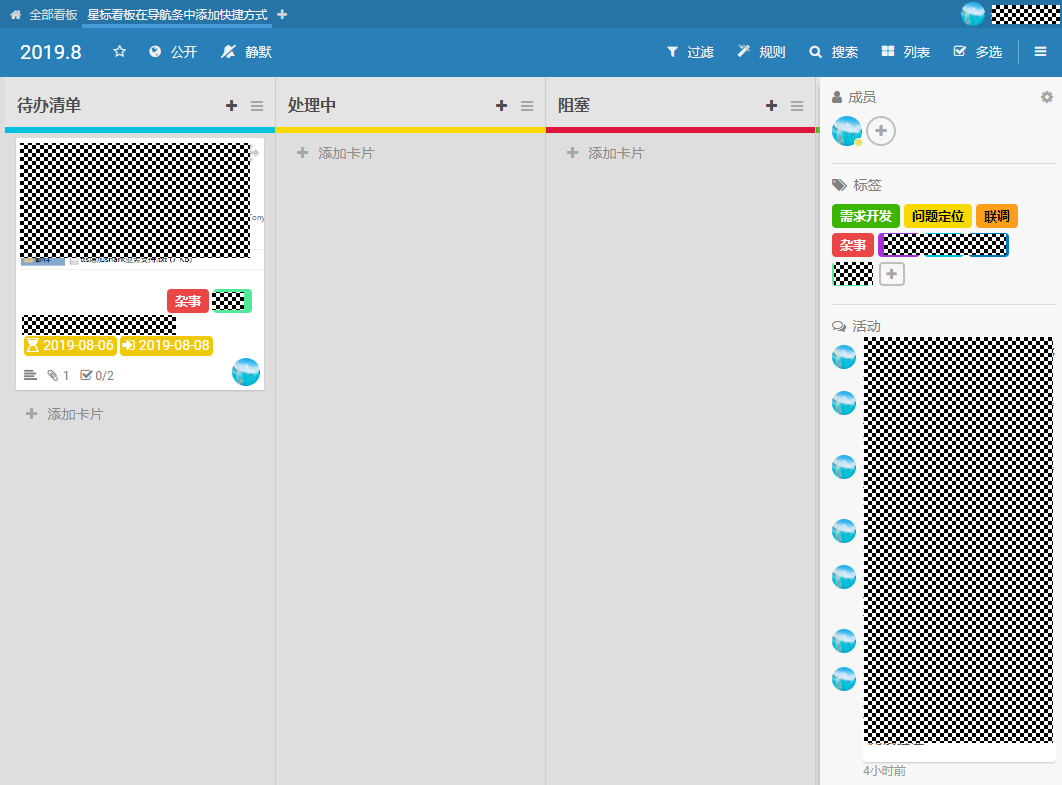 全部看板 星标看板在导航条中添加快捷方式
2019.8 公开 静默 过滤 规则 搜索 列表 多选
待办清单
杂事
2019-08-06 2019-08-08
1 0/2
添加卡片
处理中
添加卡片
阻塞
添加卡片
成员
标签
需求开发 问题定位 联调
杂事
活动
4小时前